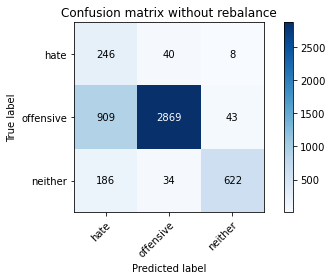 Confusion matrix without rebalance
hate 246 40 8
offensive 909 2869 43
neither 186 34 622
True label
hate offensive neither
Predicted label
2500
2000
1500
1000
500